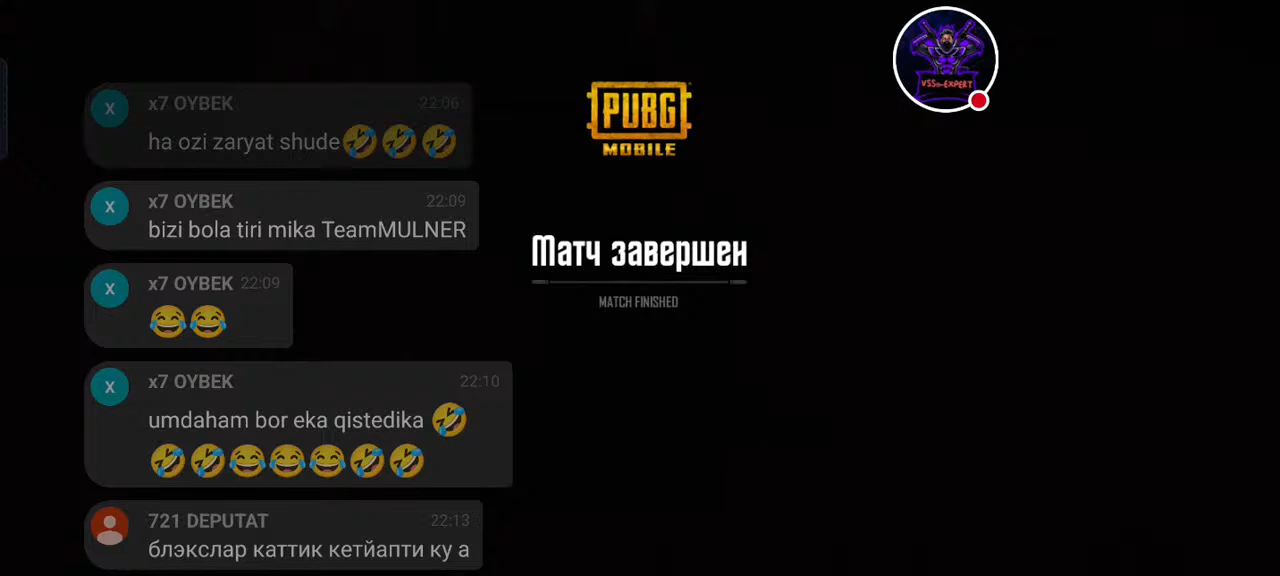 x7 OYBEK 22:06
ha ozi zaryat shude🤣🤣🤣
x7 OYBEK 22:09
bizi bola tiri mika TeamMULNER
x7 OYBEK 22:09
😂😂
x7 OYBEK 22:10
umdaham bor eka qistedika 🤣
🤣🤣😂😂😂🤣🤣
721 DEPUTAT 22:13
блэкслар каттик кетйапти ку а
PUBG
MOBILE
Матч завершен
MATCH FINISHED
x
x
x
x